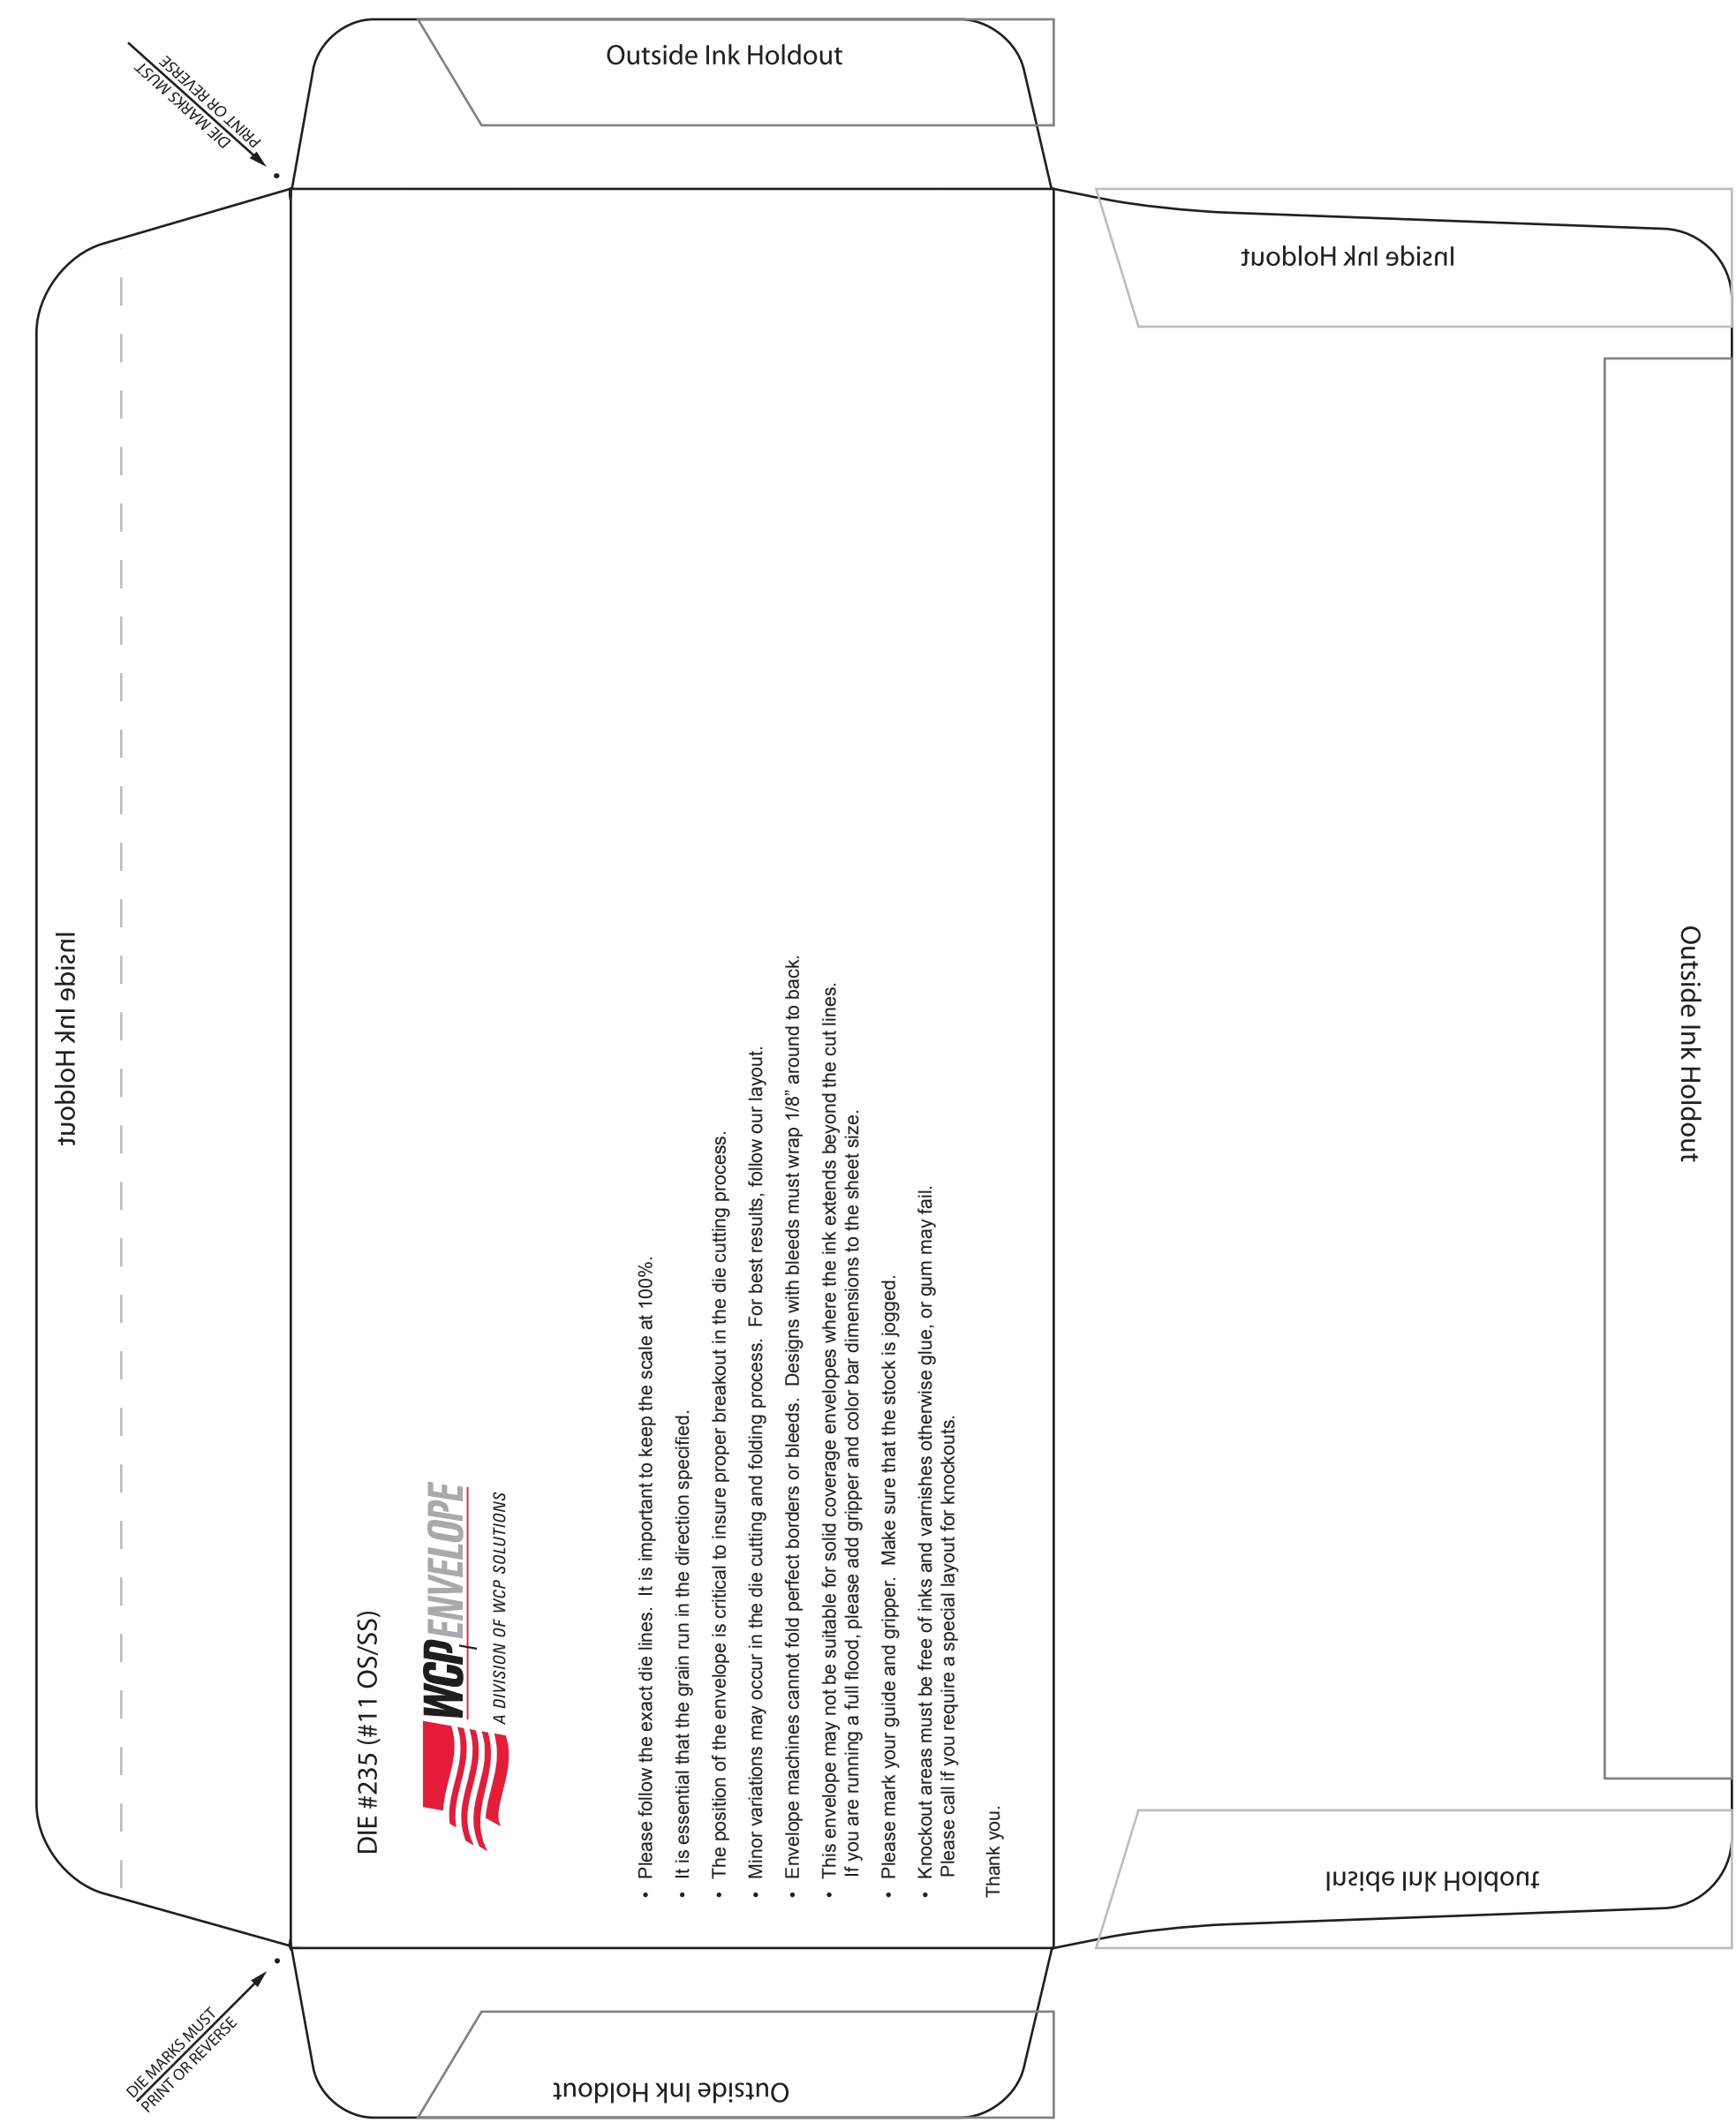 Outside Ink Holdout
DIE MARKS MUST
PRINT OR REVERSE
Inside Ink Holdout
Inside Ink Holdout
DIE #235 (#11 OS/SS)
WCP ENVELOPE
A DIVISION OF WCP SOLUTIONS
• Please follow the exact die lines. It is important to keep the scale at 100%.
• It is essential that the grain run in the direction specified.
• The position of the envelope is critical to insure proper breakout in the die cutting process.
• Minor variations may occur in the die cutting and folding process. For best results, follow our layout.
• Envelope machines cannot fold perfect borders or bleeds. Designs with bleeds must wrap 1/8” around to back.
• This envelope may not be suitable for solid coverage envelopes where the ink extends beyond the cut lines.
If you are running a full flood, please add gripper and color bar dimensions to the sheet size.
• Please mark your guide and gripper. Make sure that the stock is jogged.
• Knockout areas must be free of inks and varnishes otherwise glue, or gum may fail.
Please call if you require a special layout for knockouts.
Thank you.
Outside Ink Holdout
Inside Ink Holdout
DIE MARKS MUST
PRINT OR REVERSE
Outside Ink Holdout